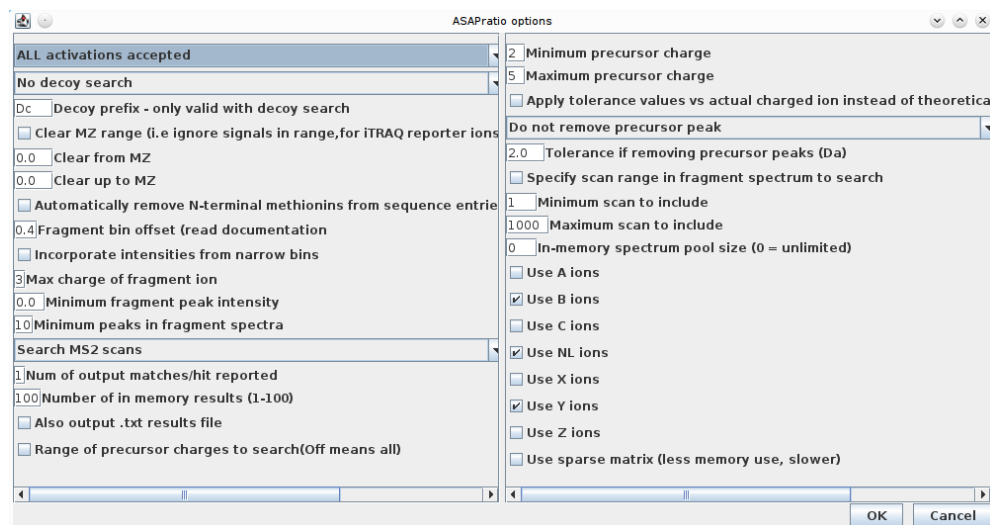 ASAPratio options
ALL activations accepted
No decoy search
Dc Decoy prefix - only valid with decoy search
Clear MZ range (i.e ignore signals in range,for iTRAQ reporter ions
0.0 Clear from MZ
0.0 Clear up to MZ
Automatically remove N-terminal methionins from sequence entrie
0.4 Fragment bin offset (read documentation
Incorporate intensities from narrow bins
3 Max charge of fragment ion
0.0 Minimum fragment peak intensity
10 Minimum peaks in fragment spectra
Search MS2 scans
1 Num of output matches/hit reported
100 Number of in memory results (1-100)
Also output .txt results file
Range of precursor charges to search(Off means all)
2 Minimum precursor charge
5 Maximum precursor charge
Apply tolerance values vs actual charged ion instead of theoretica
Do not remove precursor peak
2.0 Tolerance if removing precursor peaks (Da)
Specify scan range in fragment spectrum to search
1 Minimum scan to include
1000 Maximum scan to include
0 In-memory spectrum pool size (0 = unlimited)
Use A ions
Use B ions
Use C ions
Use NL ions
Use X ions
Use Y ions
Use Z ions
Use sparse matrix (less memory use, slower)
OK Cancel